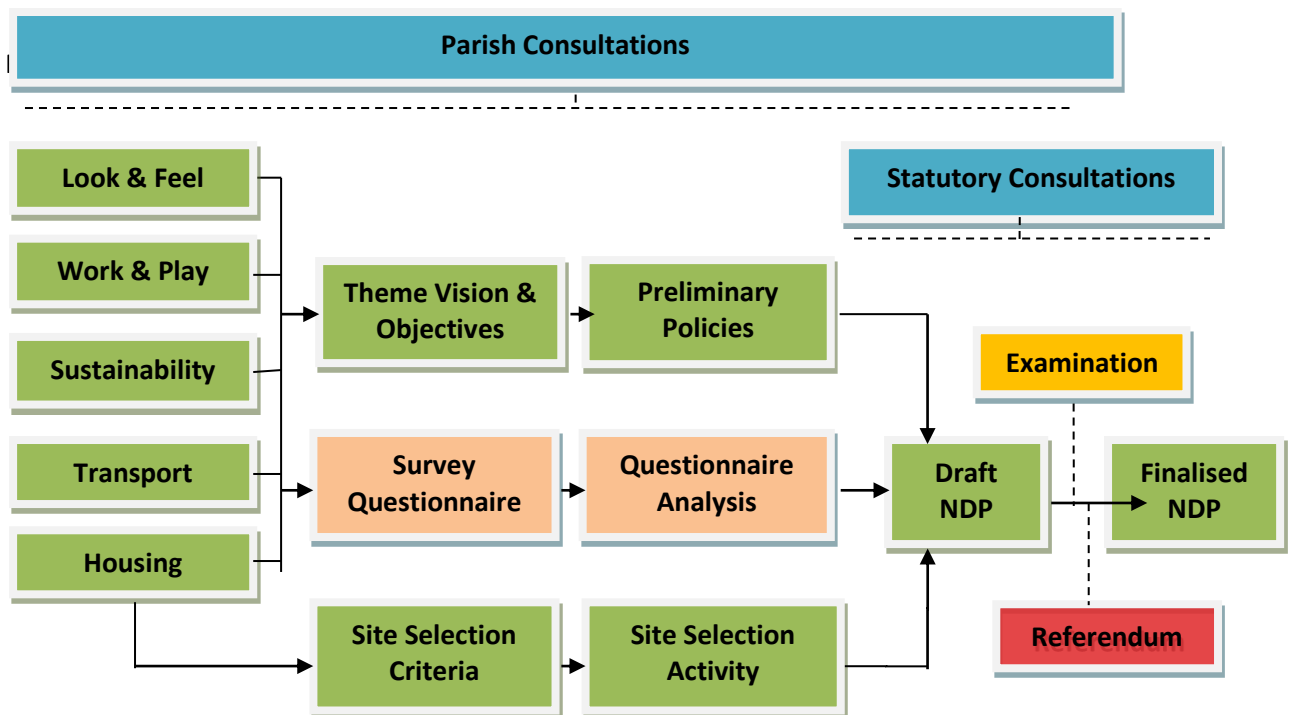 Parish Consultations
Look & Feel
Statutory Consultations
Work & Play
Theme Vision &
Objectives
Preliminary
Policies
Sustainability
Examination
Transport
Survey
Questionnaire
Questionnaire
Analysis
Draft
NDP
Finalised
NDP
Housing
Site Selection
Criteria
Site Selection
Activity
Referendum